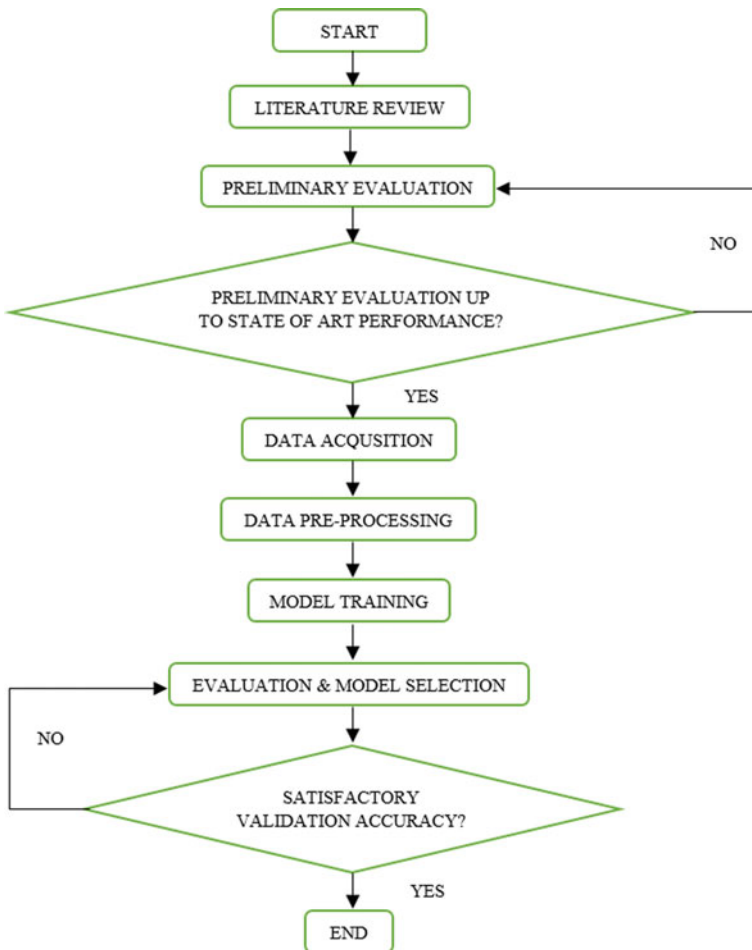 START
LITERATURE REVIEW
PRELIMINARY EVALUATION
NO
PRELIMINARY EVALUATION UP
TO STATE OF ART PERFORMANCE?
YES
DATA ACQUSITION
DATA PRE-PROCESSING
MODEL TRAINING
EVALUATION & MODEL SELECTION
NO
SATISFACTORY
VALIDATION ACCURACY?
YES
END